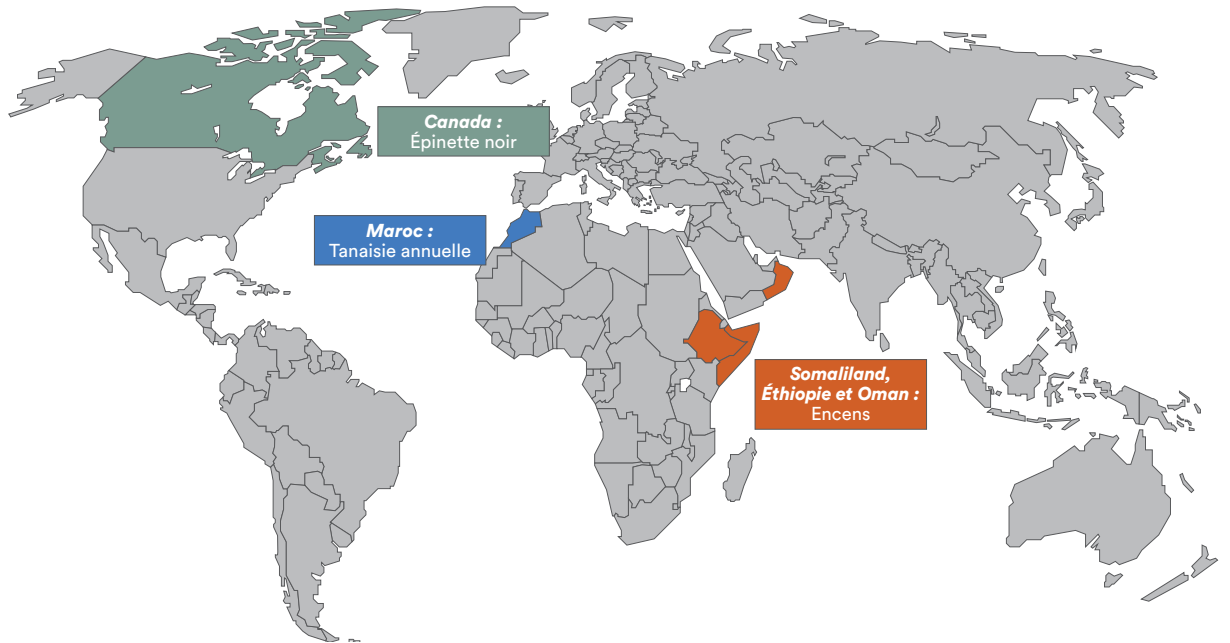 Canada :
Épinette noir
Maroc :
Tanaisie annuelle
Somaliland,
Éthiopie et Oman :
Encens